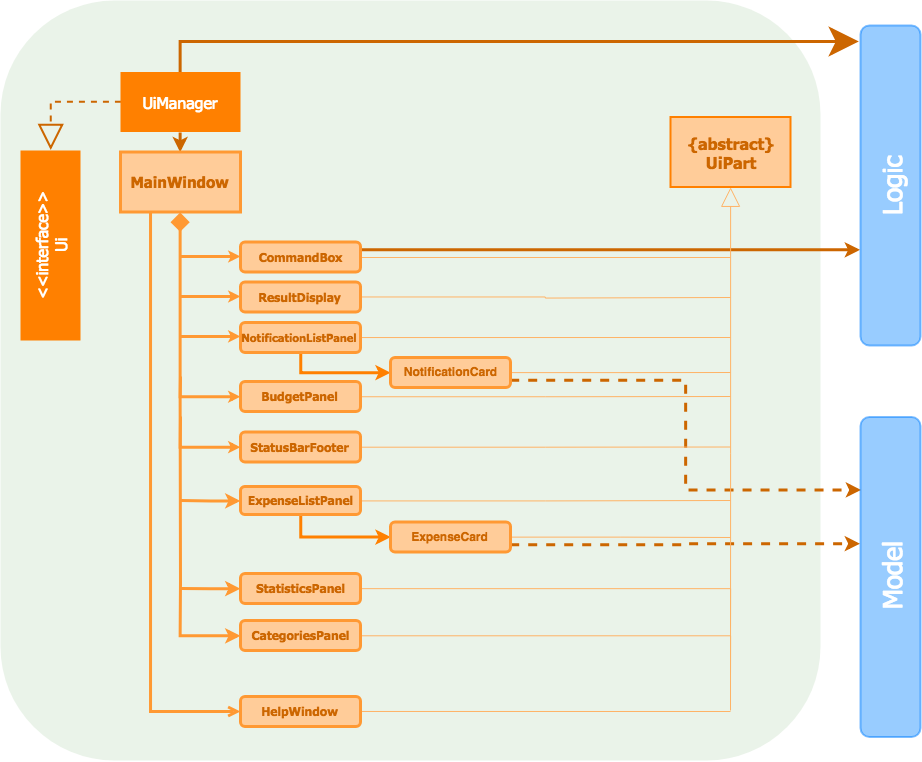 UiManager
{abstract}
UiPart
MainWindow
<<interface>>
Ui
Logic
CommandBox
ResultDisplay
NotificationListPanel
NotificationCard
BudgetPanel
StatusBarFooter
ExpenseListPanel
ExpenseCard
Model
StatisticsPanel
CategoriesPanel
HelpWindow